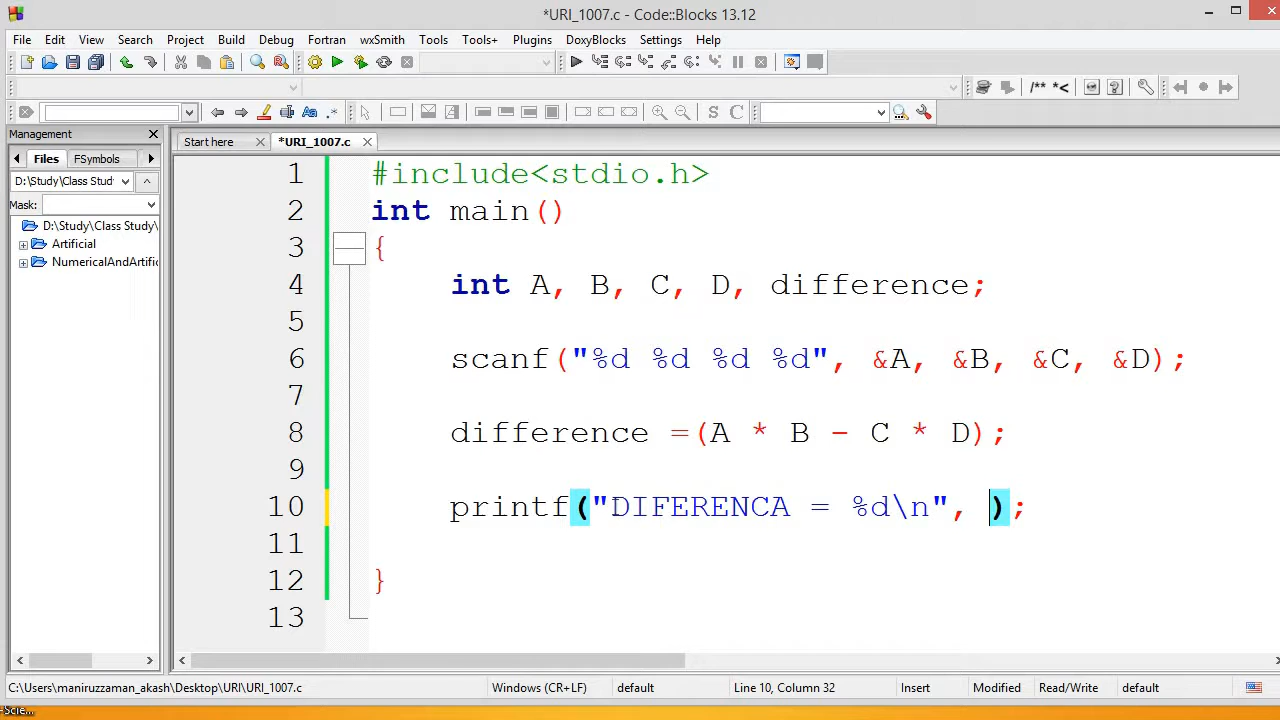 *URI_1007.c - Code::Blocks 13.12
File Edit View Search Project Build Debug Fortran wxSmith Tools Tools+ Plugins DoxyBlocks Settings Help
/** *<
Management
Files FSymbols
D:\Study\Class Stud
Mask:
D:\Study\Class Study\
Artificial
NumericalAndArtific
Start here *URI_1007.c
1 #include<stdio.h>
2 int main()
3 {
4 int A, B, C, D, difference;
5
6 scanf("%d %d %d %d", &A, &B, &C, &D);
7
8 difference =(A * B - C * D);
9
10 printf("DIFERENCA = %d\n", );
11
12 }
13
C:\Users\maniruzzaman_akash\Desktop\URI\URI_1007.c Windows (CR+LF) default Line 10, Column 32 Insert Modified Read/Write default
-Scie...